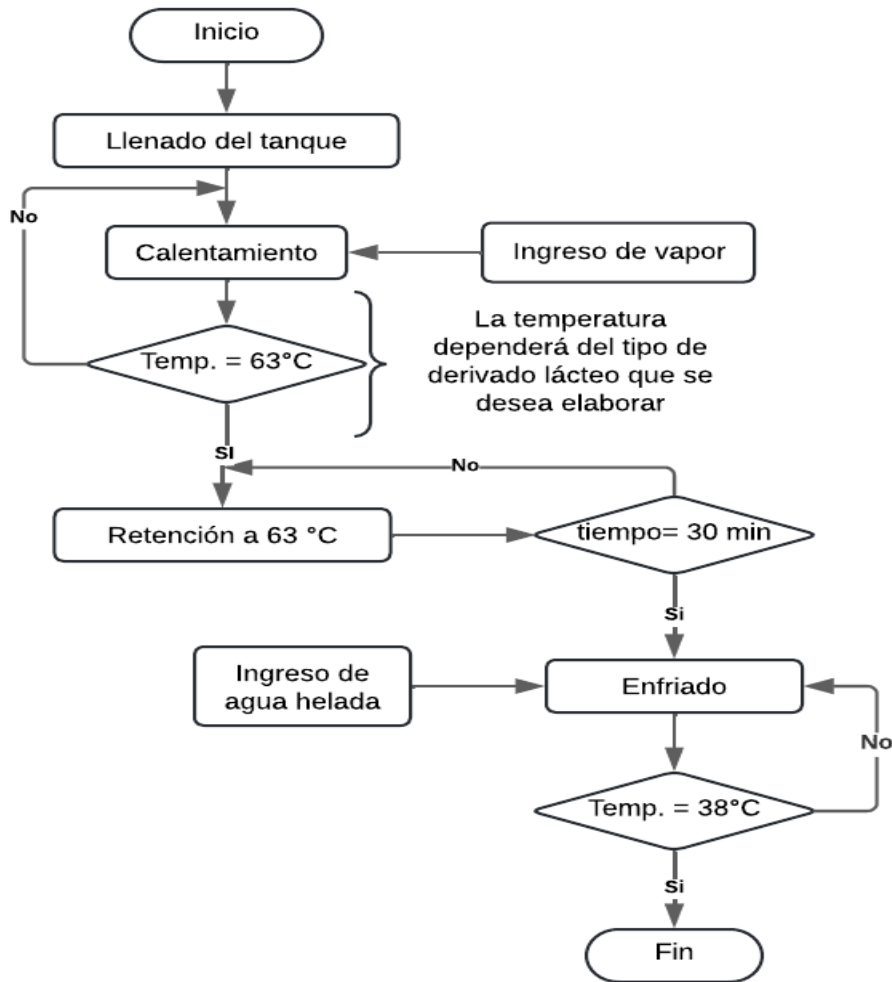 Inicio
Llenado del tanque
No
Calentamiento
Ingreso de vapor
Temp. = 63°C
La temperatura
dependerá del tipo de
derivado lácteo que se
desea elaborar
SI
No
Retención a 63 °C
tiempo= 30 min
Si
Ingreso de
agua helada
Enfriado
No
Temp. = 38°C
Si
Fin